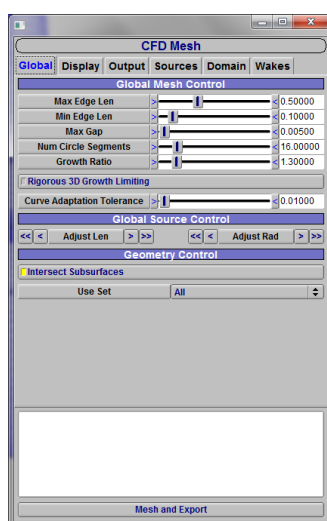 CFD Mesh
Global Display Output Sources Domain Wakes
Global Mesh Control
Max Edge Len > < 0.50000
Min Edge Len > < 0.10000
Max Gap > < 0.00500
Num Circle Segments > < 16.00000
Growth Ratio > < 1.30000
Rigorous 3D Growth Limiting
Curve Adaptation Tolerance > < 0.01000
Global Source Control
<< < Adjust Len > >> << < Adjust Rad > >>
Geometry Control
Intersect Subsurfaces
Use Set All
Mesh and Export